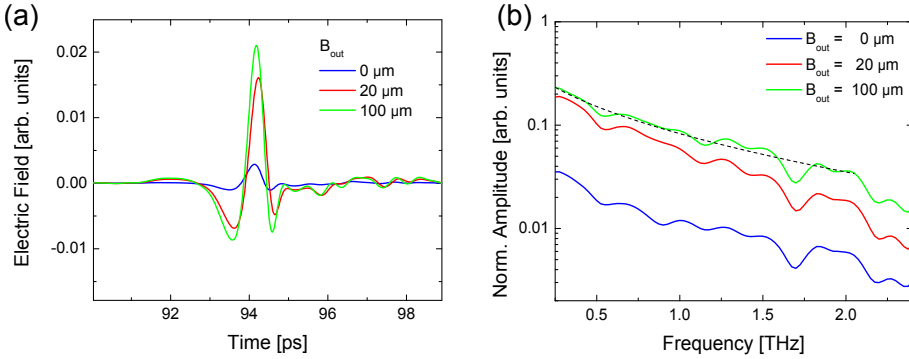 (a)
Electric Field [arb. units]
0.02
0.01
0.00
-0.01
B_out
0 µm
20 µm
100 µm
92
94
96
98
Time [ps]
(b)
Norm. Amplitude [arb. units]
1
0.1
0.01
B_out = 0 µm
B_out = 20 µm
B_out = 100 µm
0.5
1.0
1.5
2.0
Frequency [THz]